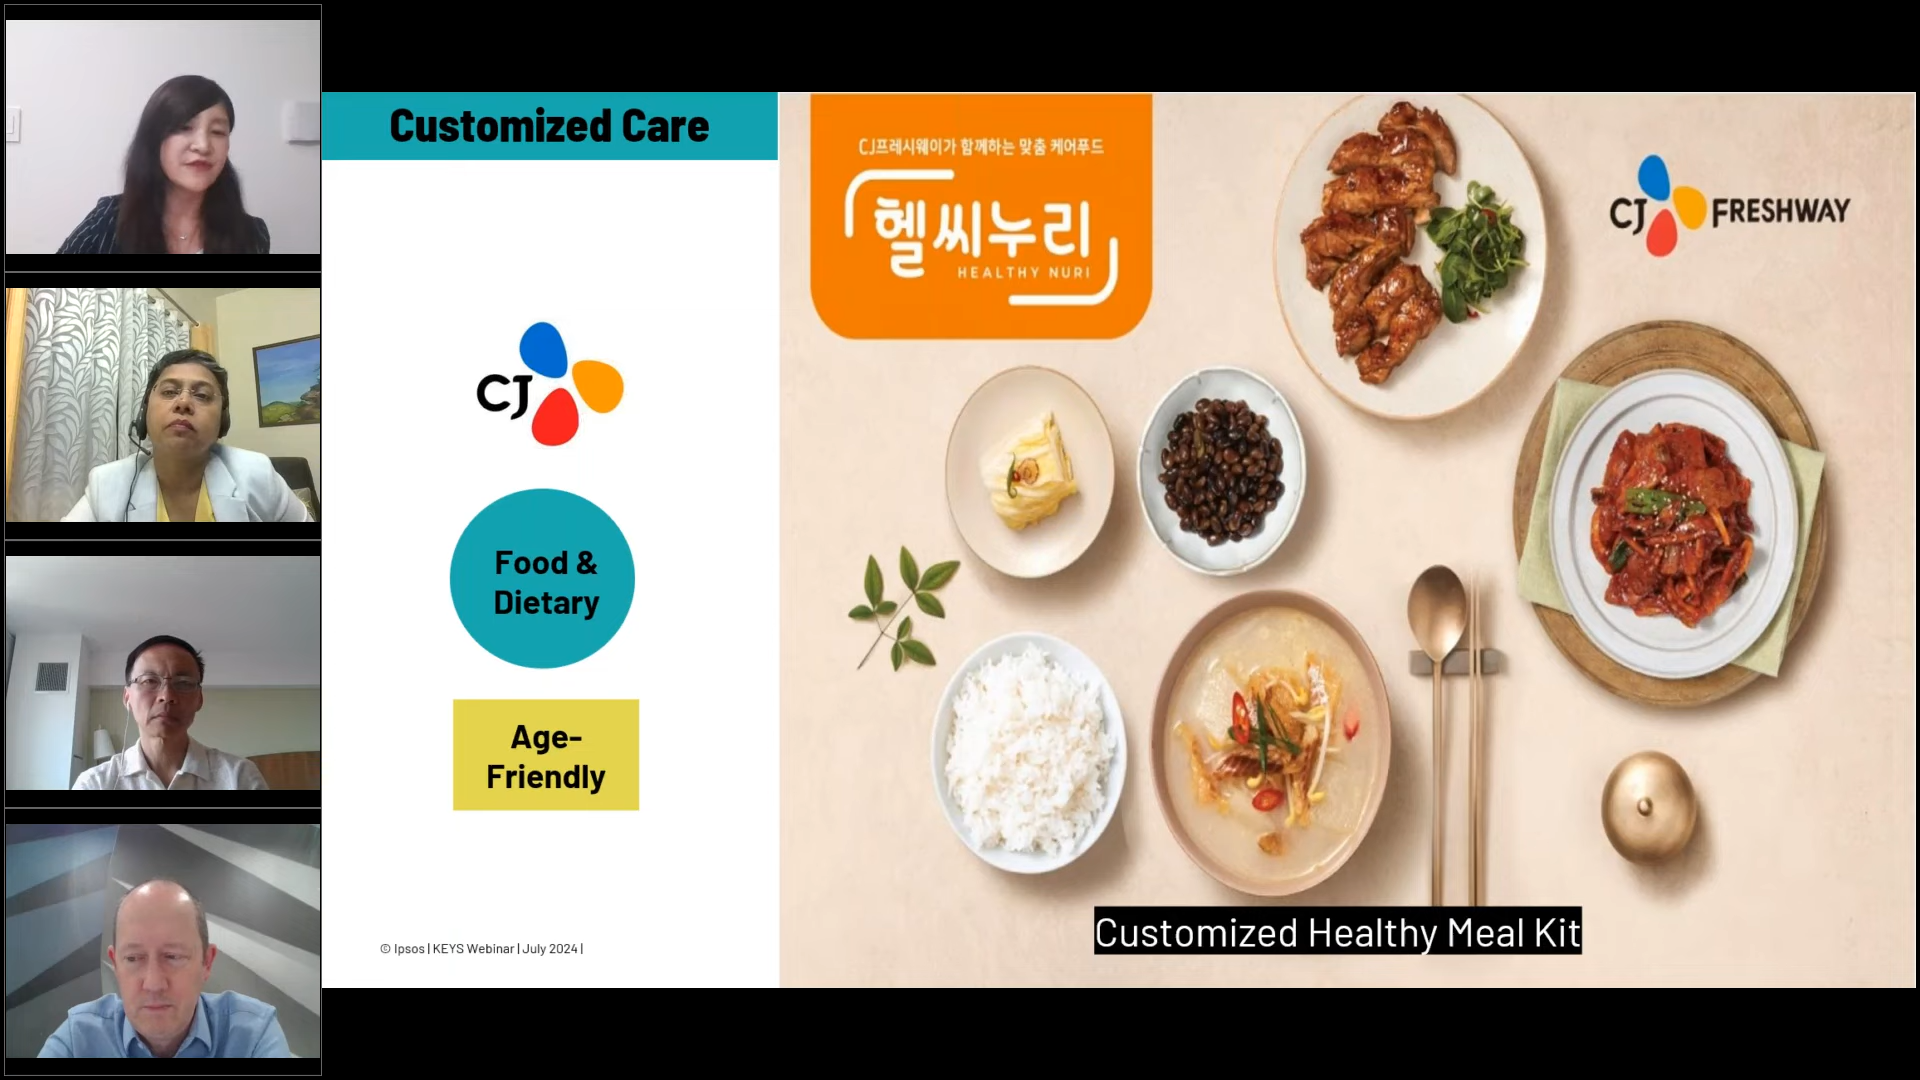 Customized Care
CJ
Food &
Dietary
Age-
Friendly
© Ipsos | KEYS Webinar | July 2024 |
CJ프레시웨이가 함께하는 맞춤 케어푸드
헬씨누리
HEALTHY NURI
CJ FRESHWAY
Customized Healthy Meal Kit